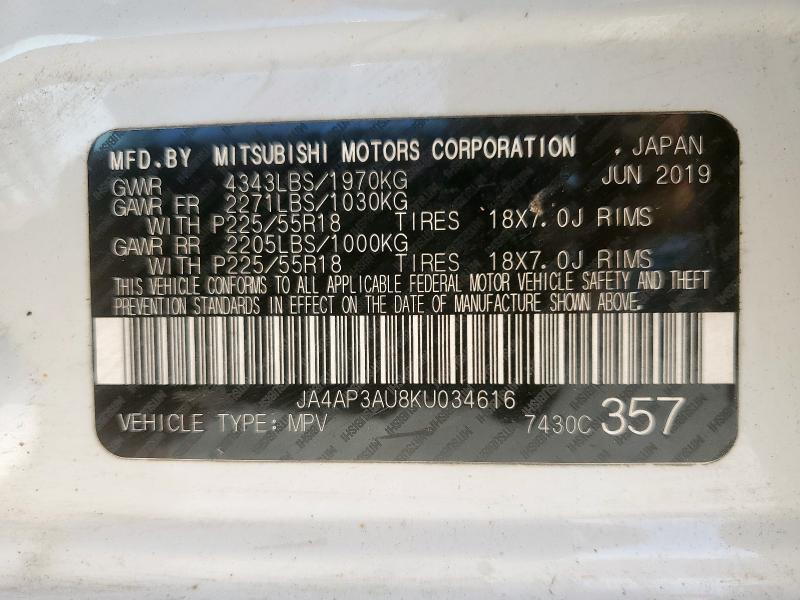 MFD.BY MITSUBISHI MOTORS CORPORATION . JAPAN
GVWR 4343LBS/1970KG JUN 2019
GAWR FR 2271LBS/1030KG
WITH P225/55R18 TIRES 18X7.0J RIMS
GAWR RR 2205LBS/1000KG
WITH P225/55R18 TIRES 18X7.0J RIMS
THIS VEHICLE CONFORMS TO ALL APPLICABLE FEDERAL MOTOR VEHICLE SAFETY AND THEFT
PREVENTION STANDARDS IN EFFECT ON THE DATE OF MANUFACTURE SHOWN ABOVE.
JA4AP3AU8KU034616
VEHICLE TYPE: MPV 7430C 357